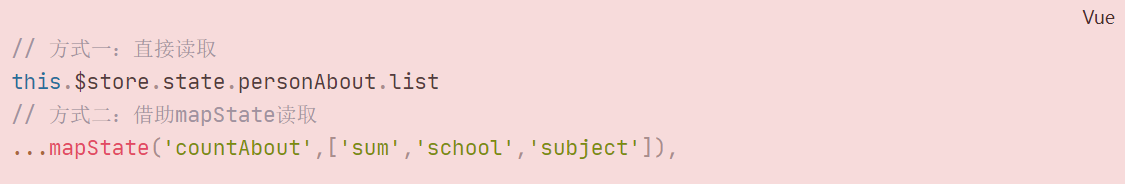 Vue
// 方式一：直接读取
this.$store.state.personAbout.list
// 方式二：借助mapState读取
...mapState('countAbout',['sum','school','subject']),